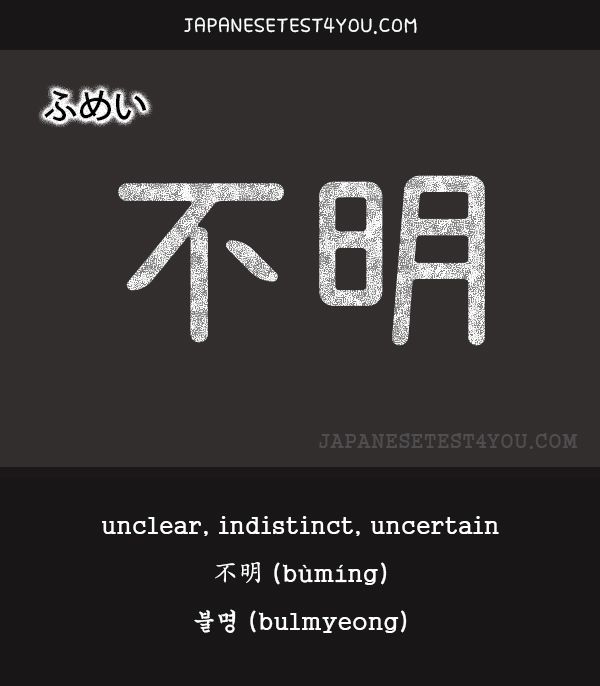 JAPANESETEST4YOU.COM
ふめい
不明
JAPANESETEST4YOU.COM
unclear, indistinct, uncertain
不明 (bùmíng)
불명 (bulmyeong)